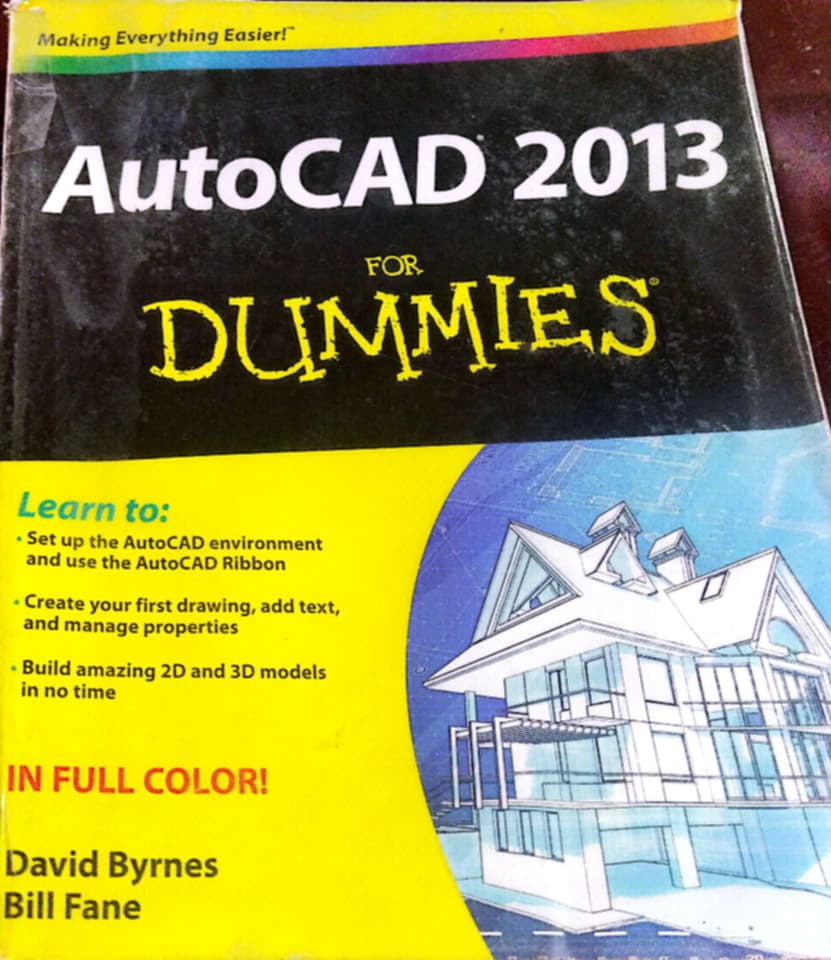 Making Everything Easier!™
AutoCAD 2013
FOR
DUMMIES®
Learn to:
• Set up the AutoCAD environment
and use the AutoCAD Ribbon
• Create your first drawing, add text,
and manage properties
• Build amazing 2D and 3D models
in no time
IN FULL COLOR!
David Byrnes
Bill Fane